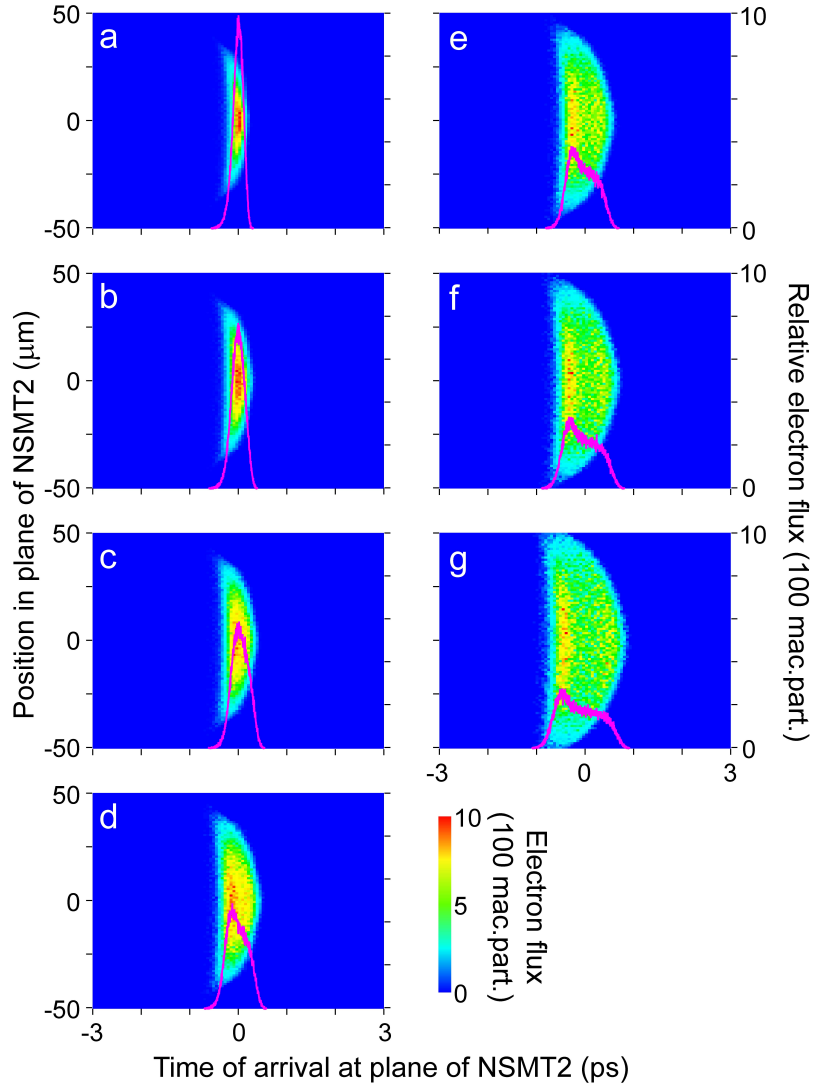 50
a
0
-50
e
10
0
50
b
0
-50
f
10
0
50
c
0
-50
g
10
0
-3
0
3
50
d
0
-50
-3
0
3
10
5
0
Electron flux
(100 mac.part.)
Position in plane of NSMT2 (μm)
Relative electron flux (100 mac.part.)
Time of arrival at plane of NSMT2 (ps)